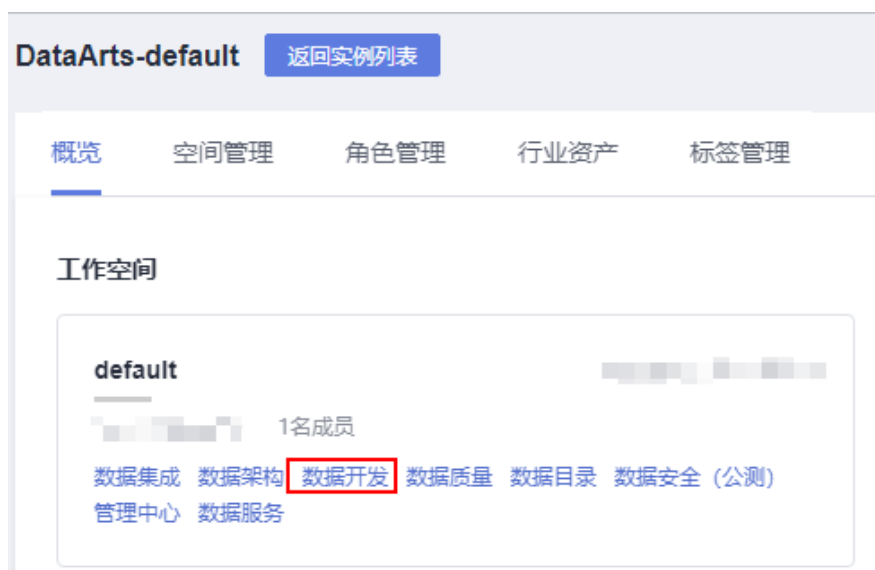 DataArts-default 返回实例列表
概览 空间管理 角色管理 行业资产 标签管理
工作空间
default
1名成员
数据集成 数据架构 数据开发 数据质量 数据目录 数据安全（公测）
管理中心 数据服务